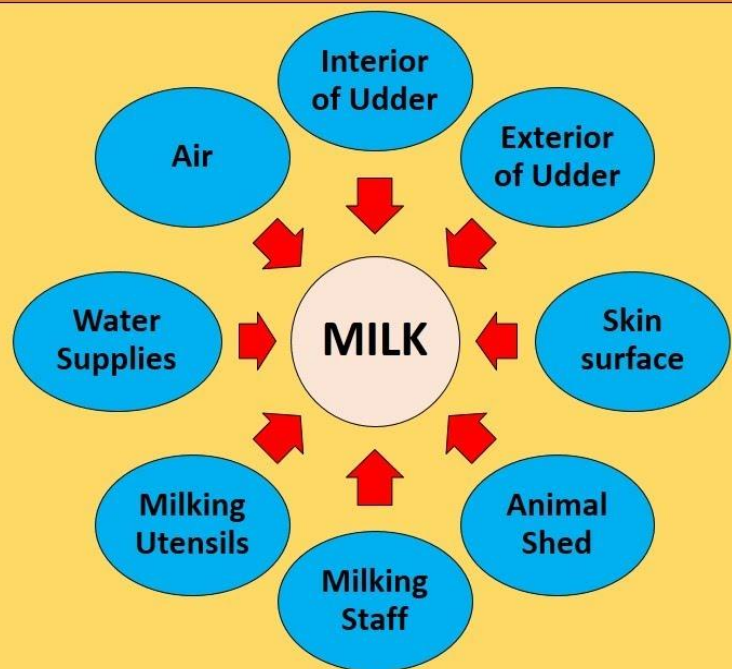 Interior
of Udder
Exterior
of Udder
Skin
surface
Animal
Shed
Milking
Staff
Milking
Utensils
Water
Supplies
Air
MILK